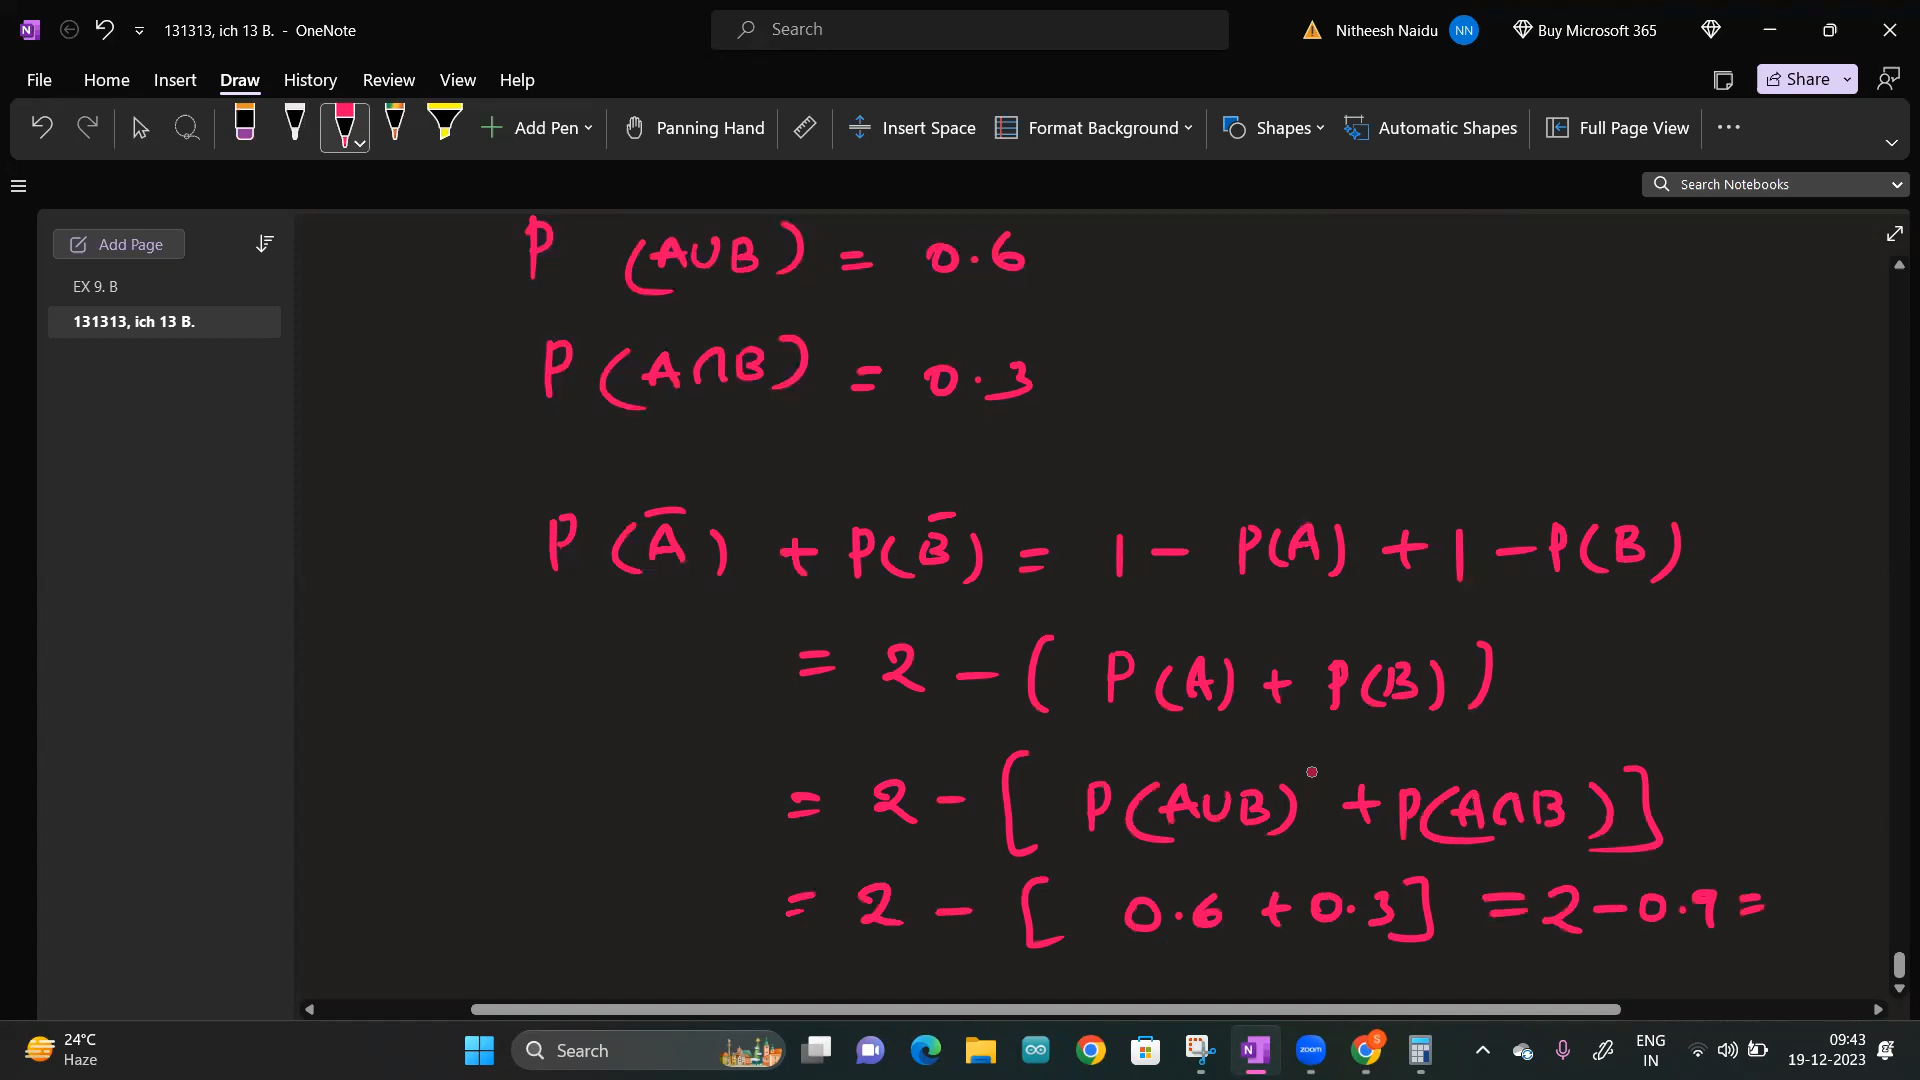 131313, ich 13 B. - OneNote
Search
Nitheesh Naidu
NN
Buy Microsoft 365
File Home Insert Draw History Review View Help
Share
Add Pen
Panning Hand
Insert Space
Format Background
Shapes
Automatic Shapes
Full Page View
Search Notebooks
Add Page
EX 9. B
131313, ich 13 B.
P (A∪B) = 0.6
P (A∩B) = 0.3
P (A̅) + P(B̅) = 1 - P(A) + 1 - P(B)
= 2 - ( P(A) + P(B) )
= 2 - [ P(A∪B) + P(A∩B) ]
= 2 - [ 0.6 + 0.3 ] = 2 - 0.9 =
24°C
Haze
Search
zoom
S
ENG
IN
09:43
19-12-2023